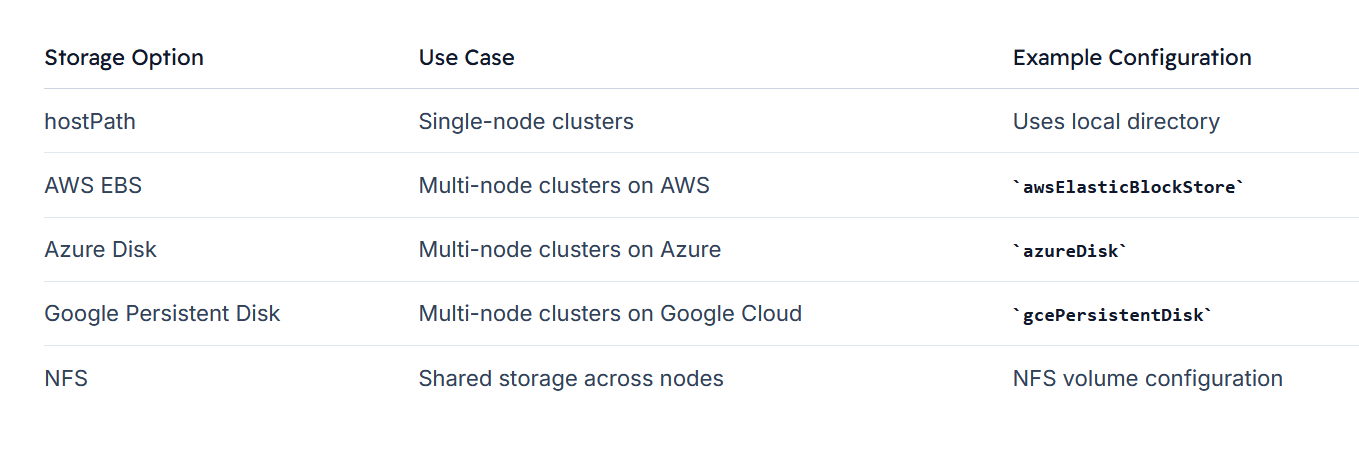 Storage Option Use Case Example Configuration
hostPath Single-node clusters Uses local directory
AWS EBS Multi-node clusters on AWS `awsElasticBlockStore`
Azure Disk Multi-node clusters on Azure `azureDisk`
Google Persistent Disk Multi-node clusters on Google Cloud `gcePersistentDisk`
NFS Shared storage across nodes NFS volume configuration